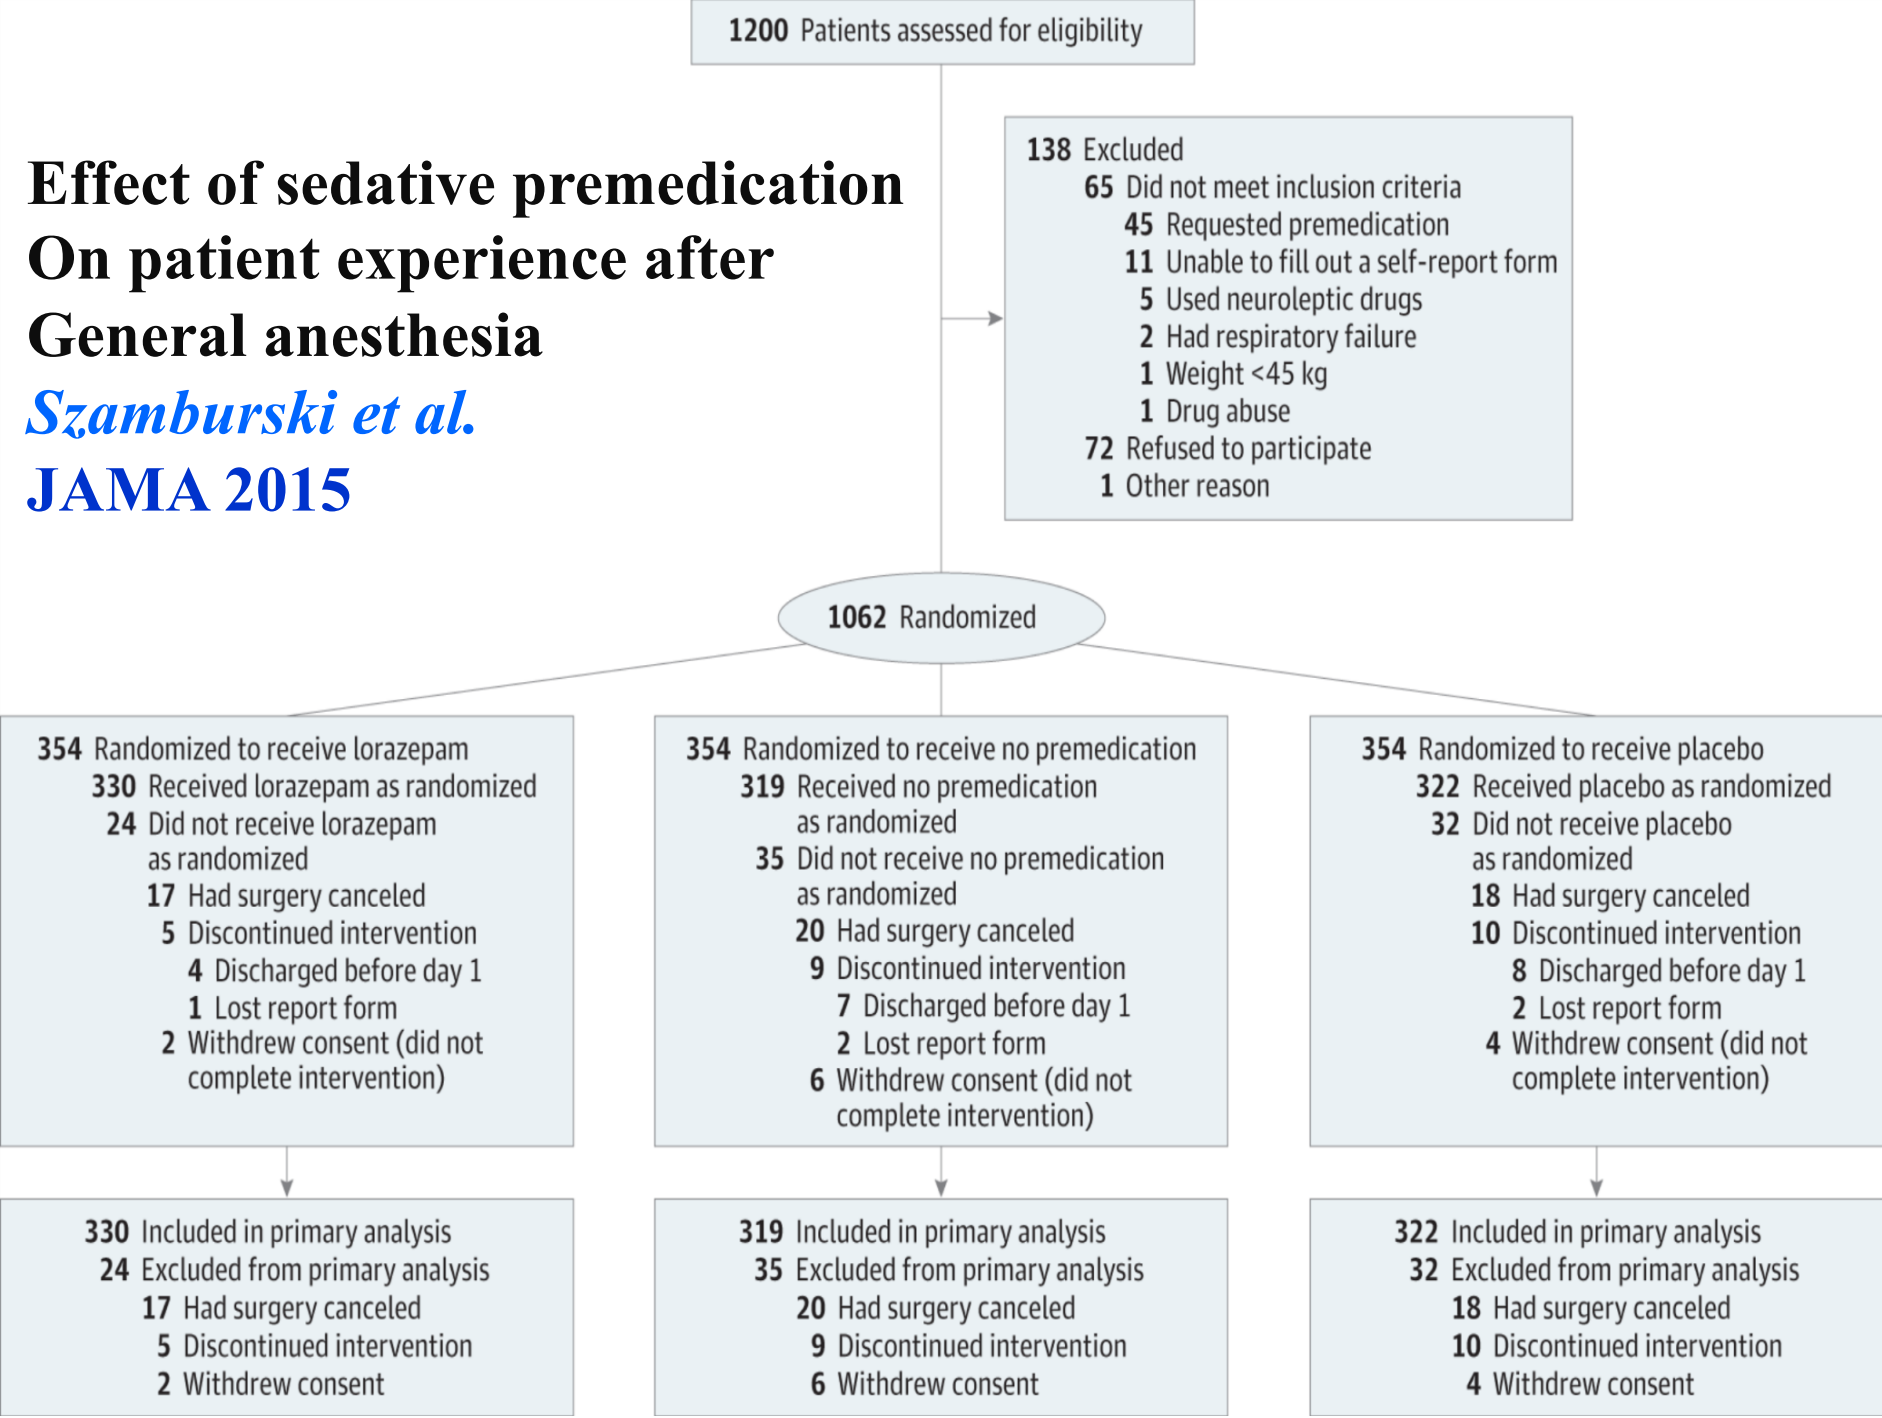 1200 Patients assessed for eligibility
Effect of sedative premedication
On patient experience after
General anesthesia
Szamburski et al.
JAMA 2015
138 Excluded
65 Did not meet inclusion criteria
45 Requested premedication
11 Unable to fill out a self-report form
5 Used neuroleptic drugs
2 Had respiratory failure
1 Weight <45 kg
1 Drug abuse
72 Refused to participate
1 Other reason
1062 Randomized
354 Randomized to receive lorazepam
330 Received lorazepam as randomized
24 Did not receive lorazepam
as randomized
17 Had surgery canceled
5 Discontinued intervention
4 Discharged before day 1
1 Lost report form
2 Withdrew consent (did not
complete intervention)
354 Randomized to receive no premedication
319 Received no premedication
as randomized
35 Did not receive no premedication
as randomized
20 Had surgery canceled
9 Discontinued intervention
7 Discharged before day 1
2 Lost report form
6 Withdrew consent (did not
complete intervention)
354 Randomized to receive placebo
322 Received placebo as randomized
32 Did not receive placebo
as randomized
18 Had surgery canceled
10 Discontinued intervention
8 Discharged before day 1
2 Lost report form
4 Withdrew consent (did not
complete intervention)
330 Included in primary analysis
24 Excluded from primary analysis
17 Had surgery canceled
5 Discontinued intervention
2 Withdrew consent
319 Included in primary analysis
35 Excluded from primary analysis
20 Had surgery canceled
9 Discontinued intervention
6 Withdrew consent
322 Included in primary analysis
32 Excluded from primary analysis
18 Had surgery canceled
10 Discontinued intervention
4 Withdrew consent